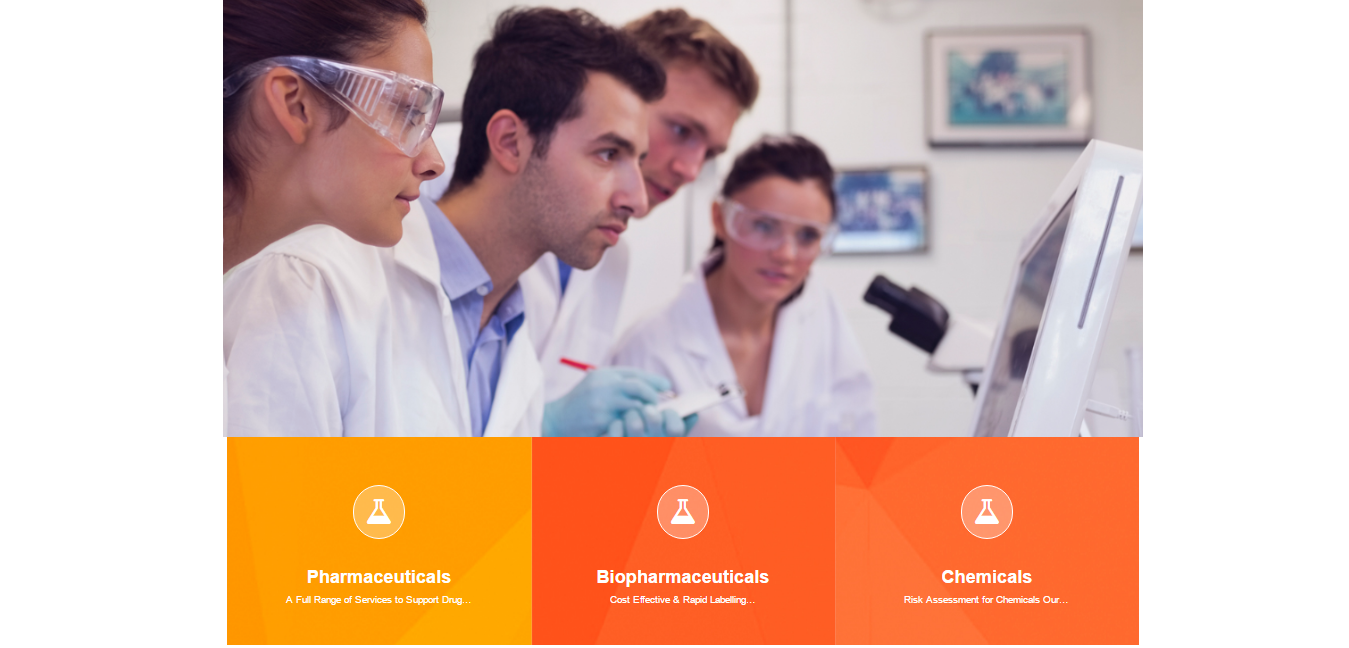 Pharmaceuticals
A Full Range of Services to Support Drug...
Biopharmaceuticals
Cost Effective & Rapid Labelling...
Chemicals
Risk Assessment for Chemicals Our...